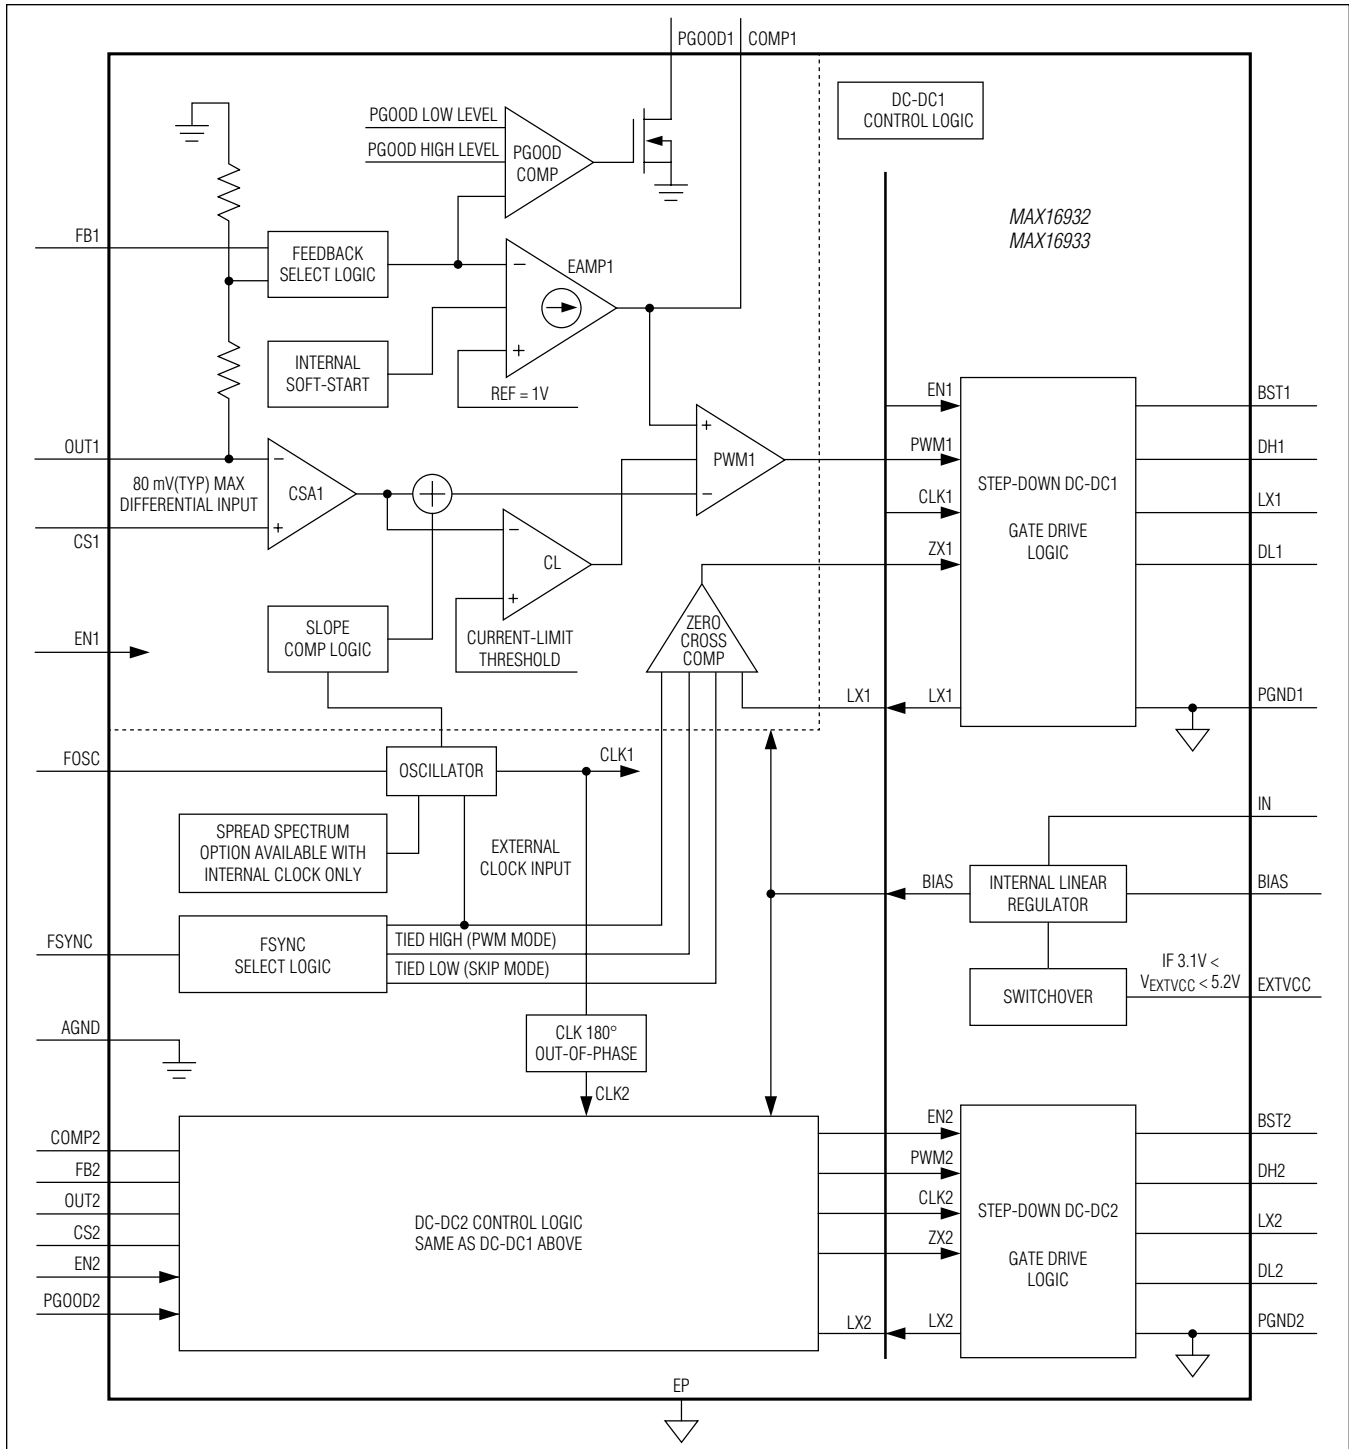 PGOOD1 COMP1
DC-DC1
CONTROL LOGIC
PGOOD LOW LEVEL
PGOOD HIGH LEVEL
PGOOD
COMP
MAX16932
MAX16933
FB1
FEEDBACK
SELECT LOGIC
−
EAMP1
+
INTERNAL
SOFT-START
REF = 1V
EN1
BST1
OUT1
−
80 mV(TYP) MAX
DIFFERENTIAL INPUT
CSA1
+
CS1
+
PWM1
−
PWM1
DH1
STEP-DOWN DC-DC1
GATE DRIVE
LOGIC
CLK1
LX1
ZX1
DL1
−
CL
+
CURRENT-LIMIT
THRESHOLD
SLOPE
COMP LOGIC
ZERO
CROSS
COMP
EN1
LX1
LX1
PGND1
FOSC
OSCILLATOR
CLK1
SPREAD SPECTRUM
OPTION AVAILABLE WITH
INTERNAL CLOCK ONLY
EXTERNAL
CLOCK INPUT
IN
BIAS
INTERNAL LINEAR
REGULATOR
BIAS
FSYNC
FSYNC
SELECT LOGIC
TIED HIGH (PWM MODE)
TIED LOW (SKIP MODE)
SWITCHOVER
IF 3.1V <
VEXTVCC < 5.2V
EXTVCC
AGND
CLK 180°
OUT-OF-PHASE
CLK2
COMP2
FB2
OUT2
CS2
EN2
PGOOD2
DC-DC2 CONTROL LOGIC
SAME AS DC-DC1 ABOVE
EN2
PWM2
CLK2
ZX2
LX2
LX2
STEP-DOWN DC-DC2
GATE DRIVE
LOGIC
BST2
DH2
LX2
DL2
PGND2
EP